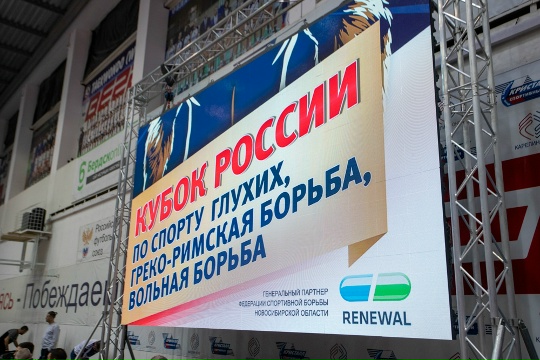 КУБОК РОССИИ
ПО СПОРТУ ГЛУХИХ,
ГРЕКО-РИМСКАЯ БОРЬБА,
ВОЛЬНАЯ БОРЬБА
ГЕНЕРАЛЬНЫЙ ПАРТНЕР
ФЕДЕРАЦИИ СПОРТИВНОЙ БОРЬБЫ
НОВОСИБИРСКОЙ ОБЛАСТИ
RENEWAL
- Побеждаем